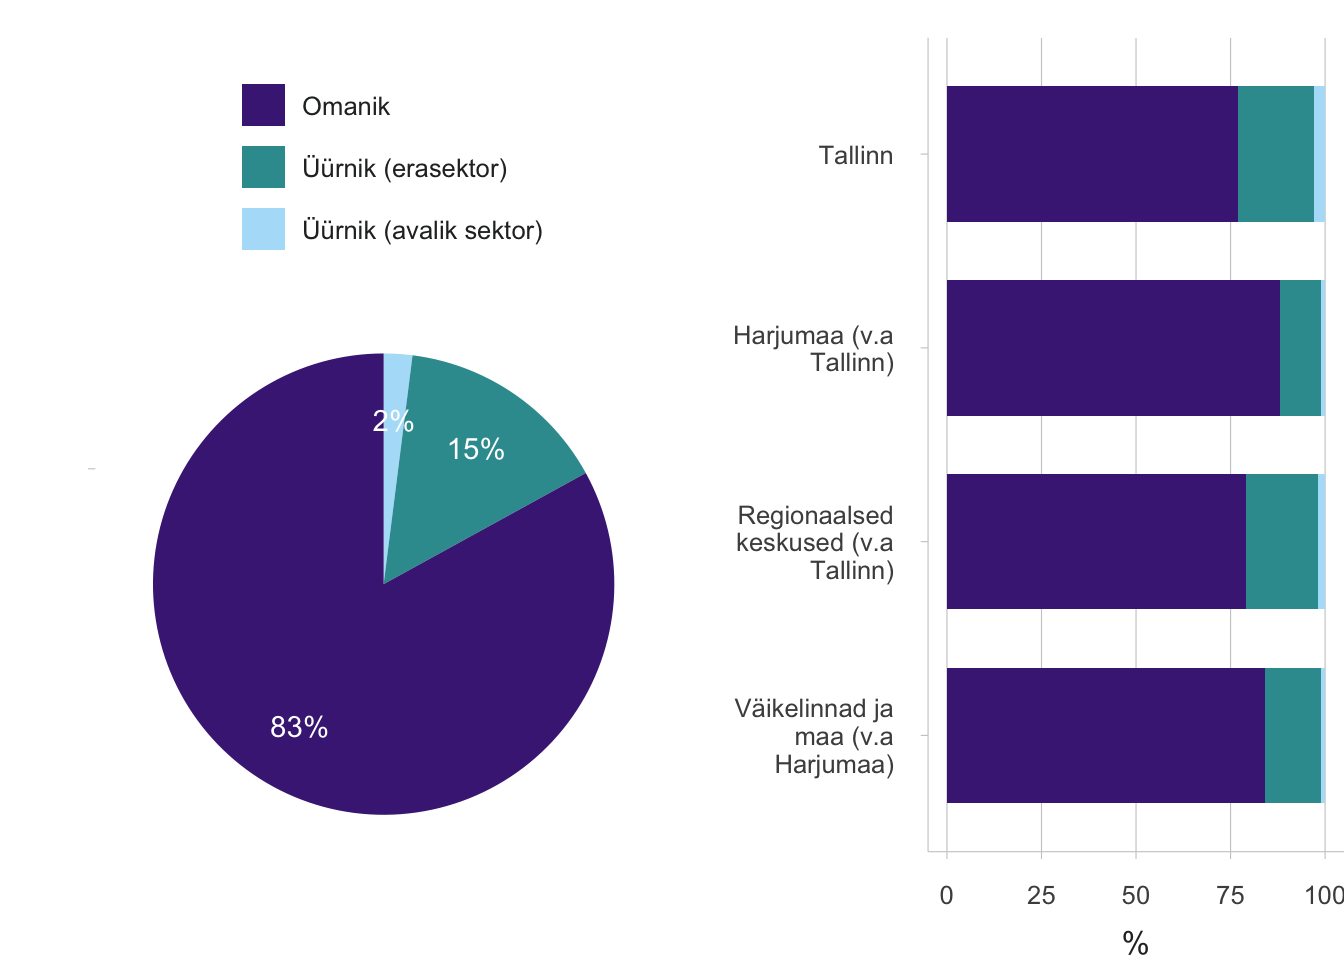 Omanik
Üürnik (erasektor)
Üürnik (avalik sektor)
2%
15%
83%
Tallinn
Harjumaa (v.a
Tallinn)
Regionaalsed
keskused (v.a
Tallinn)
Väikelinnad ja
maa (v.a
Harjumaa)
0 25 50 75 100
%